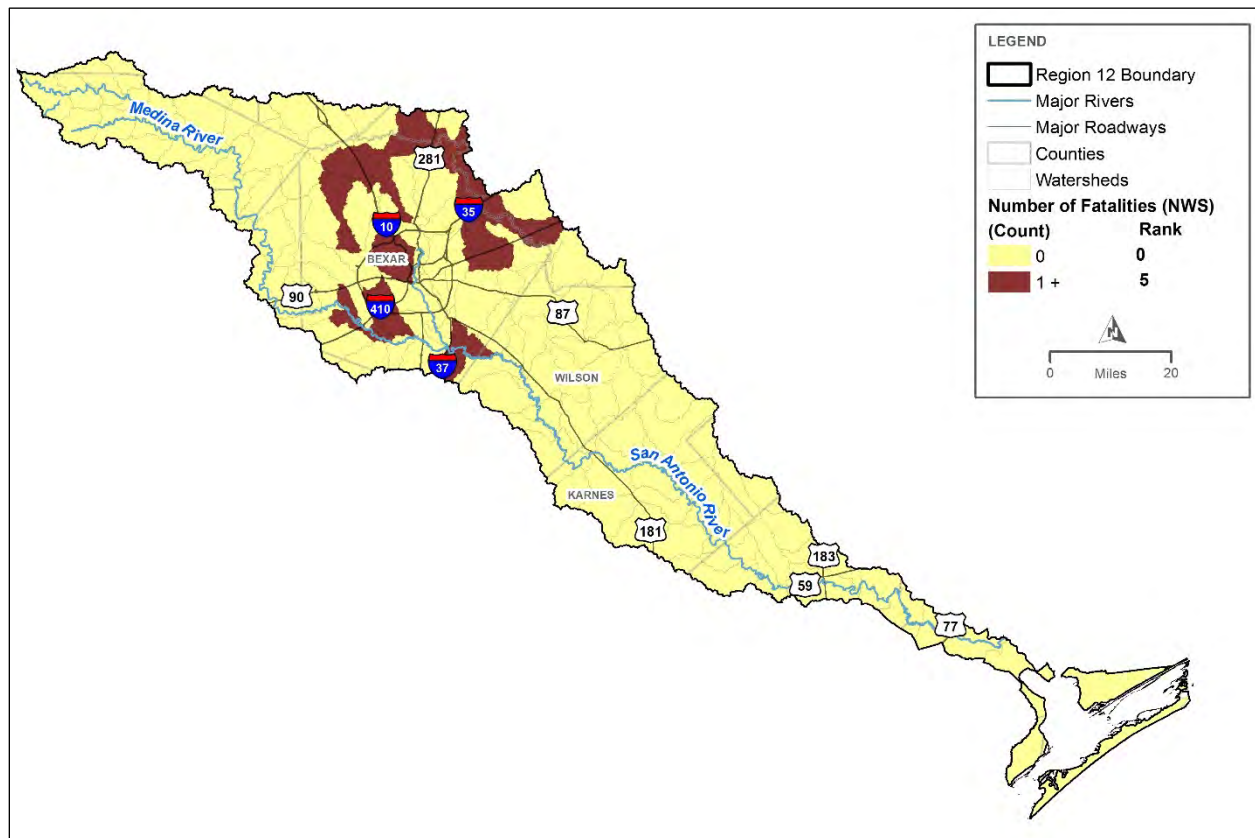 LEGEND
Region 12 Boundary
Major Rivers
Major Roadways
Counties
Watersheds
Number of Fatalities (NWS)
(Count) Rank
0 0
1 + 5
N
0 20
Miles
Medina River
281
35
10
BEXAR
90
410
87
37
WILSON
San Antonio River
KARNES
181
183
59
77